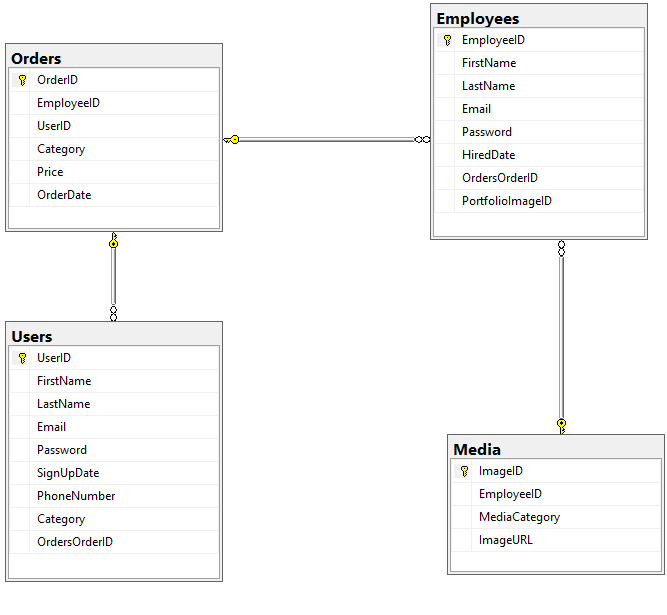 Orders
OrderID
EmployeeID
UserID
Category
Price
OrderDate
Employees
EmployeeID
FirstName
LastName
Email
Password
HiredDate
OrdersOrderID
PortfolioImageID
Users
UserID
FirstName
LastName
Email
Password
SignUpDate
PhoneNumber
Category
OrdersOrderID
Media
ImageID
EmployeeID
MediaCategory
ImageURL